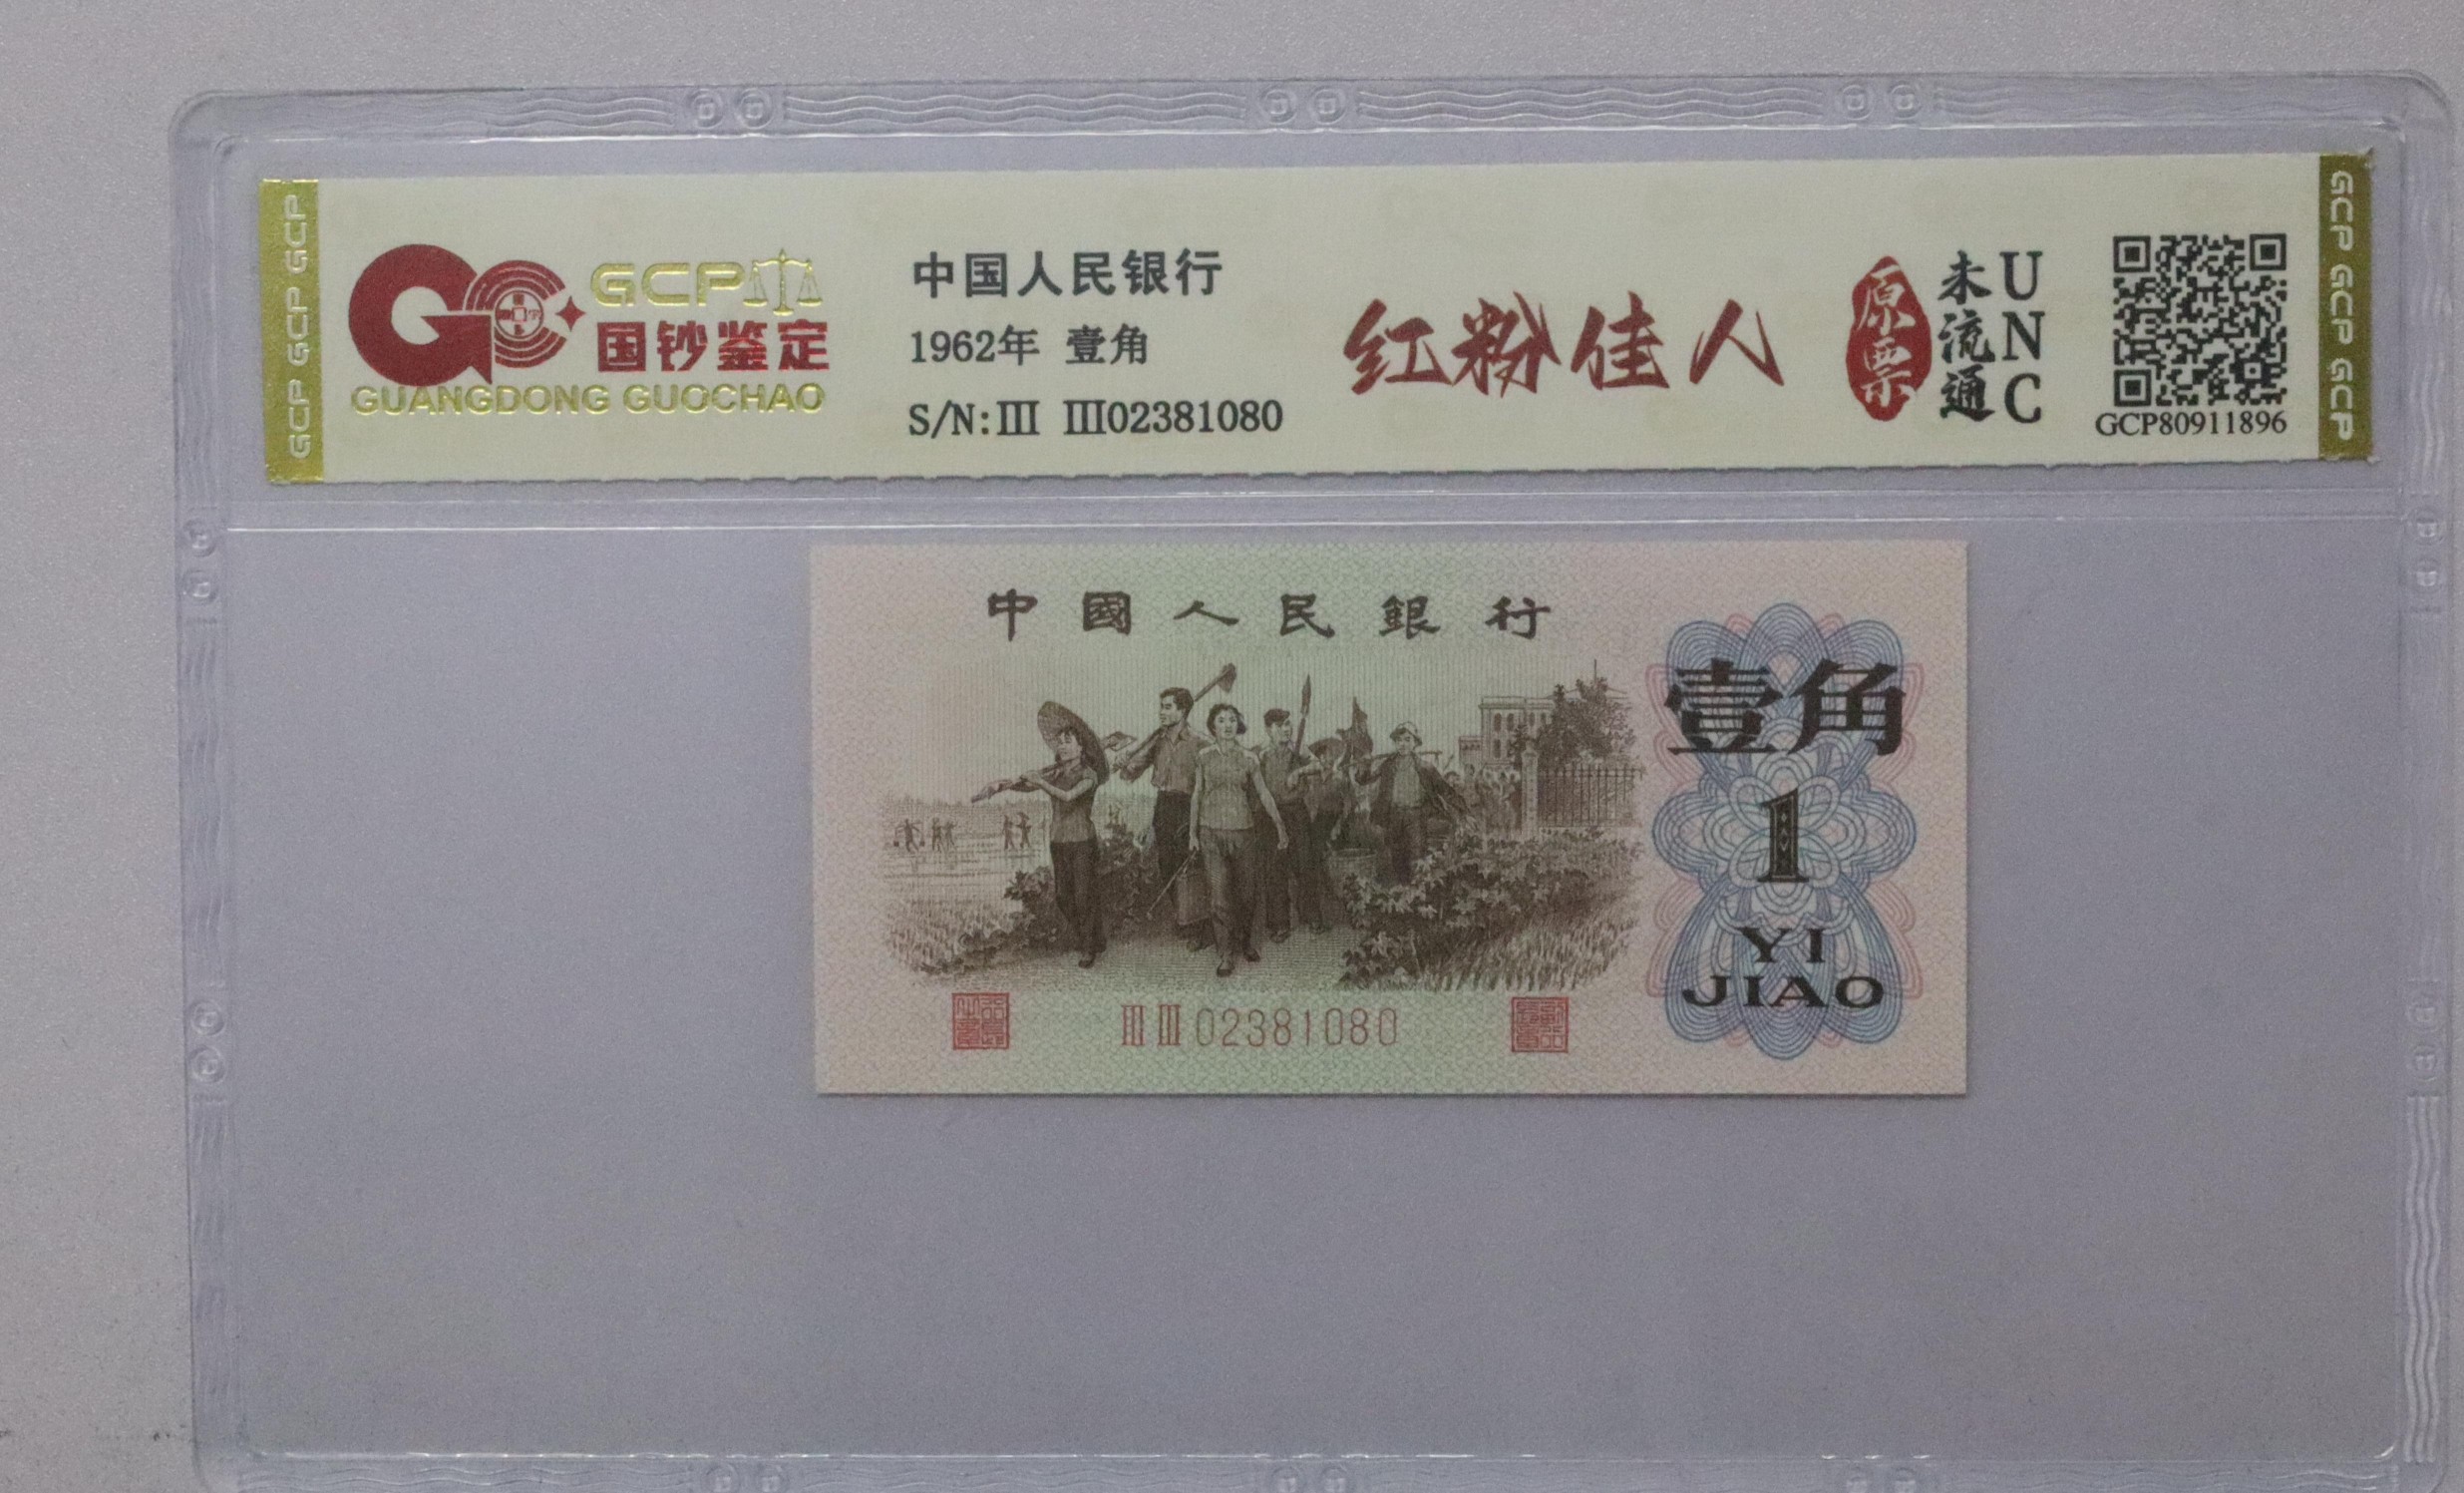 GCP GCP GCP
GCP
国钞鉴定
GUANGDONG GUOCHAO
中国人民银行
1962年 壹角
S/N:III III02381080
红粉佳人
原票
未流通
UNC
GCP80911896
GCP GCP GCP
中國人民銀行
壹角
1
YI
JIAO
III III 02381080